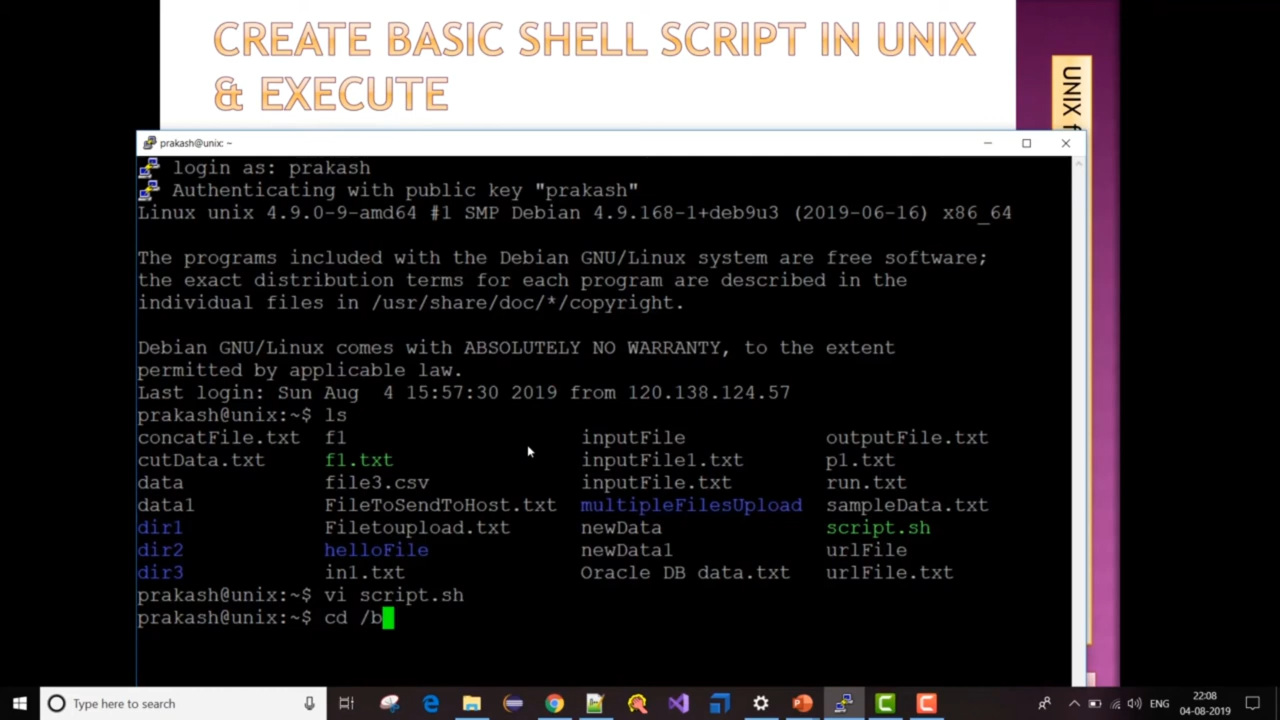 CREATE BASIC SHELL SCRIPT IN UNIX
& EXECUTE
UNIX f
prakash@unix: ~
login as: prakash
Authenticating with public key "prakash"
Linux unix 4.9.0-9-amd64 #1 SMP Debian 4.9.168-1+deb9u3 (2019-06-16) x86_64
The programs included with the Debian GNU/Linux system are free software;
the exact distribution terms for each program are described in the
individual files in /usr/share/doc/*/copyright.
Debian GNU/Linux comes with ABSOLUTELY NO WARRANTY, to the extent
permitted by applicable law.
Last login: Sun Aug  4 15:57:30 2019 from 120.138.124.57
prakash@unix:~$ ls
concatFile.txt f1 inputFile outputFile.txt
cutData.txt f1.txt inputFile1.txt p1.txt
data file3.csv inputFile.txt run.txt
data1 FileToSendToHost.txt multipleFilesUpload sampleData.txt
dir1 Filetoupload.txt newData script.sh
dir2 helloFile newData1 urlFile
dir3 in1.txt Oracle DB data.txt urlFile.txt
prakash@unix:~$ vi script.sh
prakash@unix:~$ cd /b
Type here to search
ENG
22:08
04-08-2019